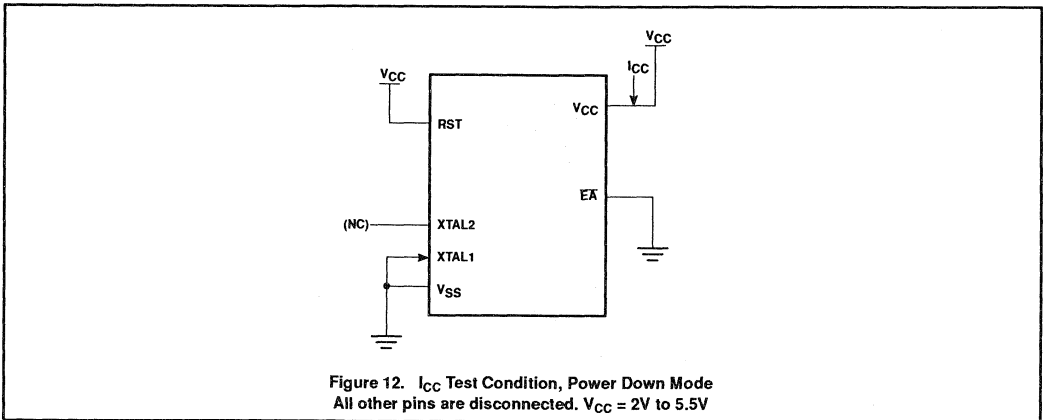 VCC
ICC
VCC
VCC
RST
EA
(NC)
XTAL2
XTAL1
VSS
Figure 12. ICC Test Condition, Power Down Mode
All other pins are disconnected. VCC = 2V to 5.5V